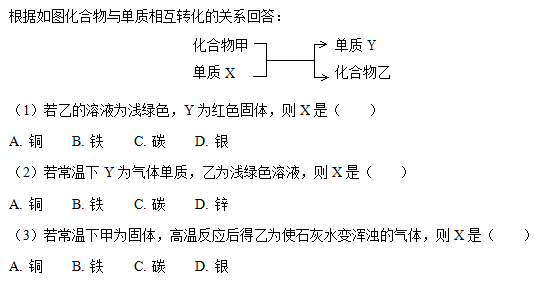 根据如图化合物与单质相互转化的关系回答：
化合物甲 单质 Y
单质 X 化合物乙
（1）若乙的溶液为浅绿色，Y 为红色固体，则 X 是（ ）
A. 铜 B. 铁 C. 碳 D. 银
（2）若常温下 Y 为气体单质，乙为浅绿色溶液，则 X 是（ ）
A. 铜 B. 铁 C. 碳 D. 锌
（3）若常温下甲为固体，高温反应后得乙为使石灰水变浑浊的气体，则 X 是（ ）
A. 铜 B. 铁 C. 碳 D. 银